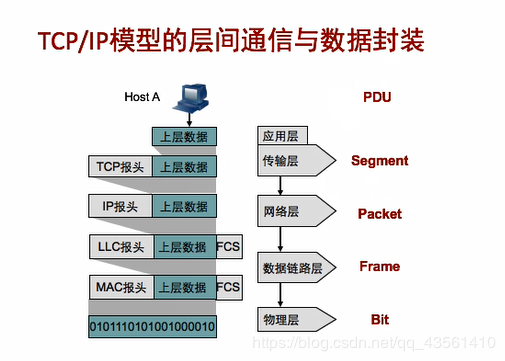 TCP/IP模型的层间通信与数据封装
Host A
PDU
上层数据
应用层
TCP报头 上层数据
传输层
Segment
IP报头 上层数据
网络层
Packet
LLC报头 上层数据 FCS
数据链路层
Frame
MAC报头 上层数据 FCS
0101110101001000010
物理层
Bit
https://blog.csdn.net/qq_43561410